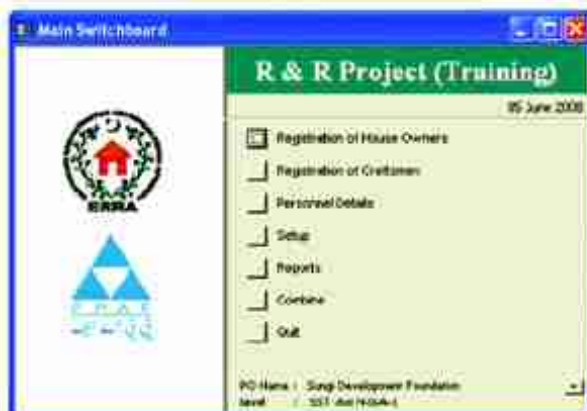 Main Switchboard
R & R Project (Training)
05 June 2008
ERRA
Registration of House Owners
Registration of Craftsmen
Personnel Details
Setup
Reports
Combine
Quit
PO Name : Sungi Development Foundation
Level :